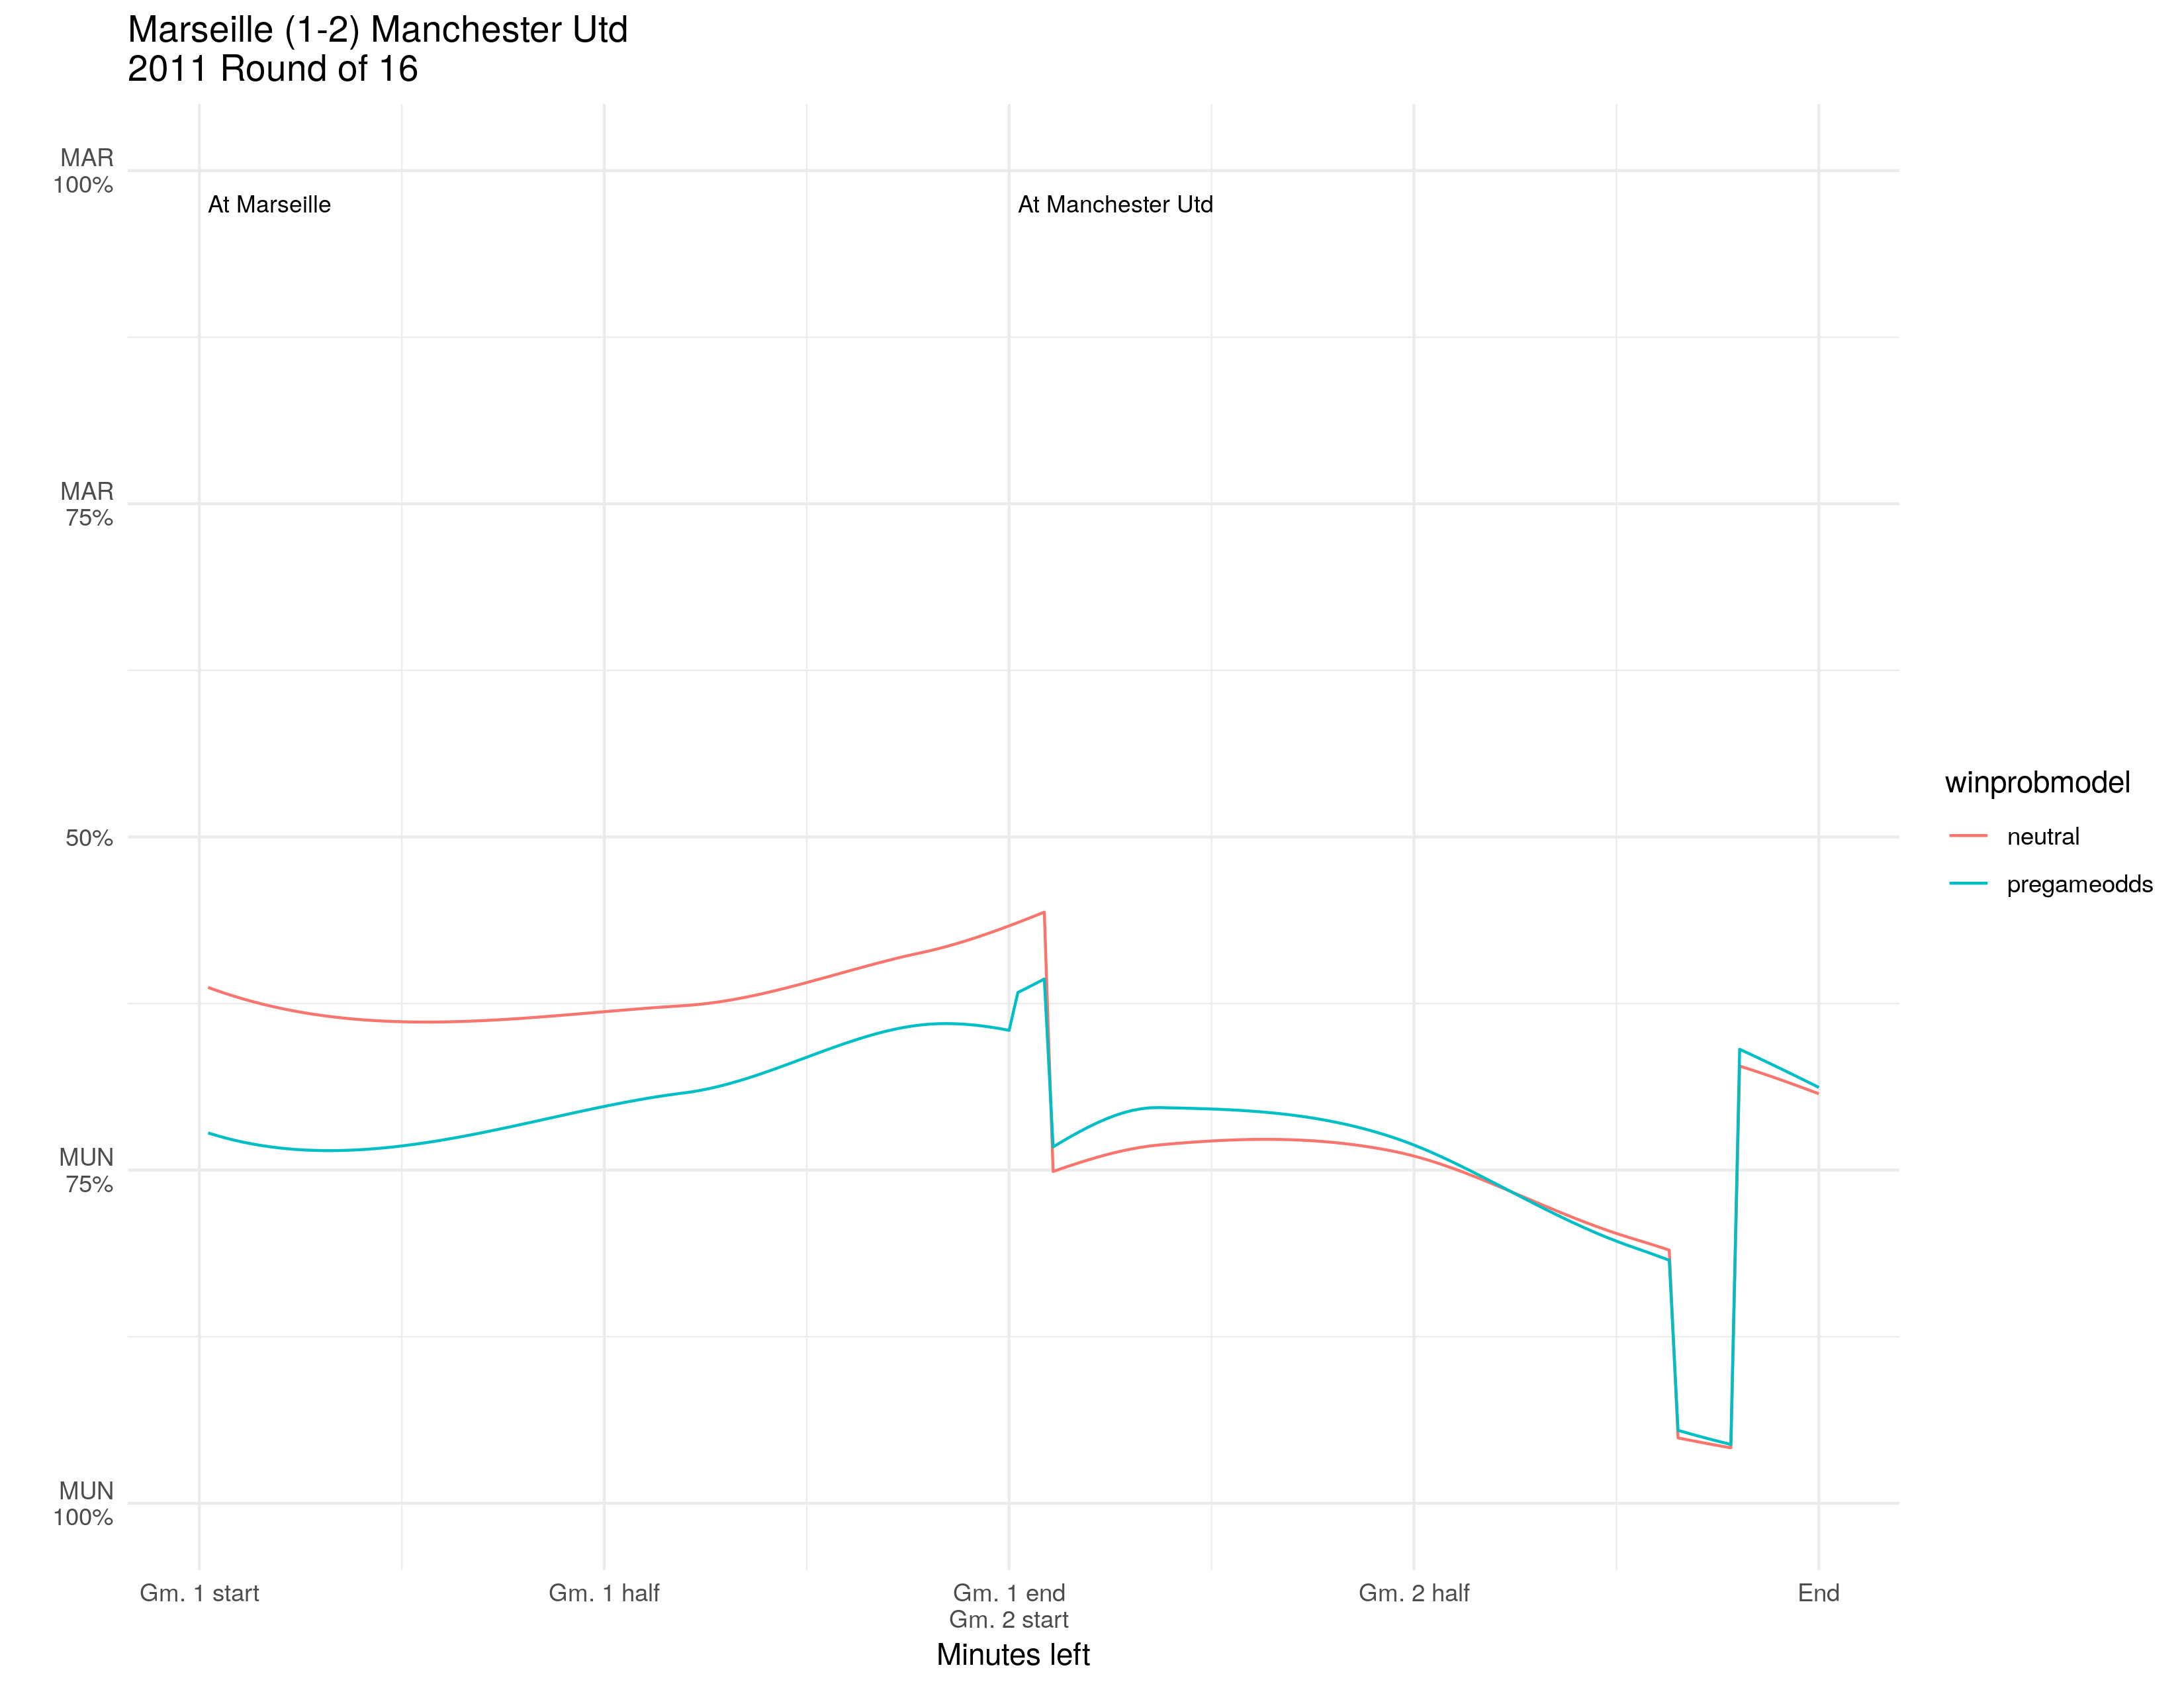 Marseille (1-2) Manchester Utd
2011 Round of 16
MAR
100%
At Marseille
At Manchester Utd
MAR
75%
50%
MUN
75%
MUN
100%
winprobmodel
neutral
pregameodds
Gm. 1 start
Gm. 1 half
Gm. 1 end
Gm. 2 start
Gm. 2 half
End
Minutes left